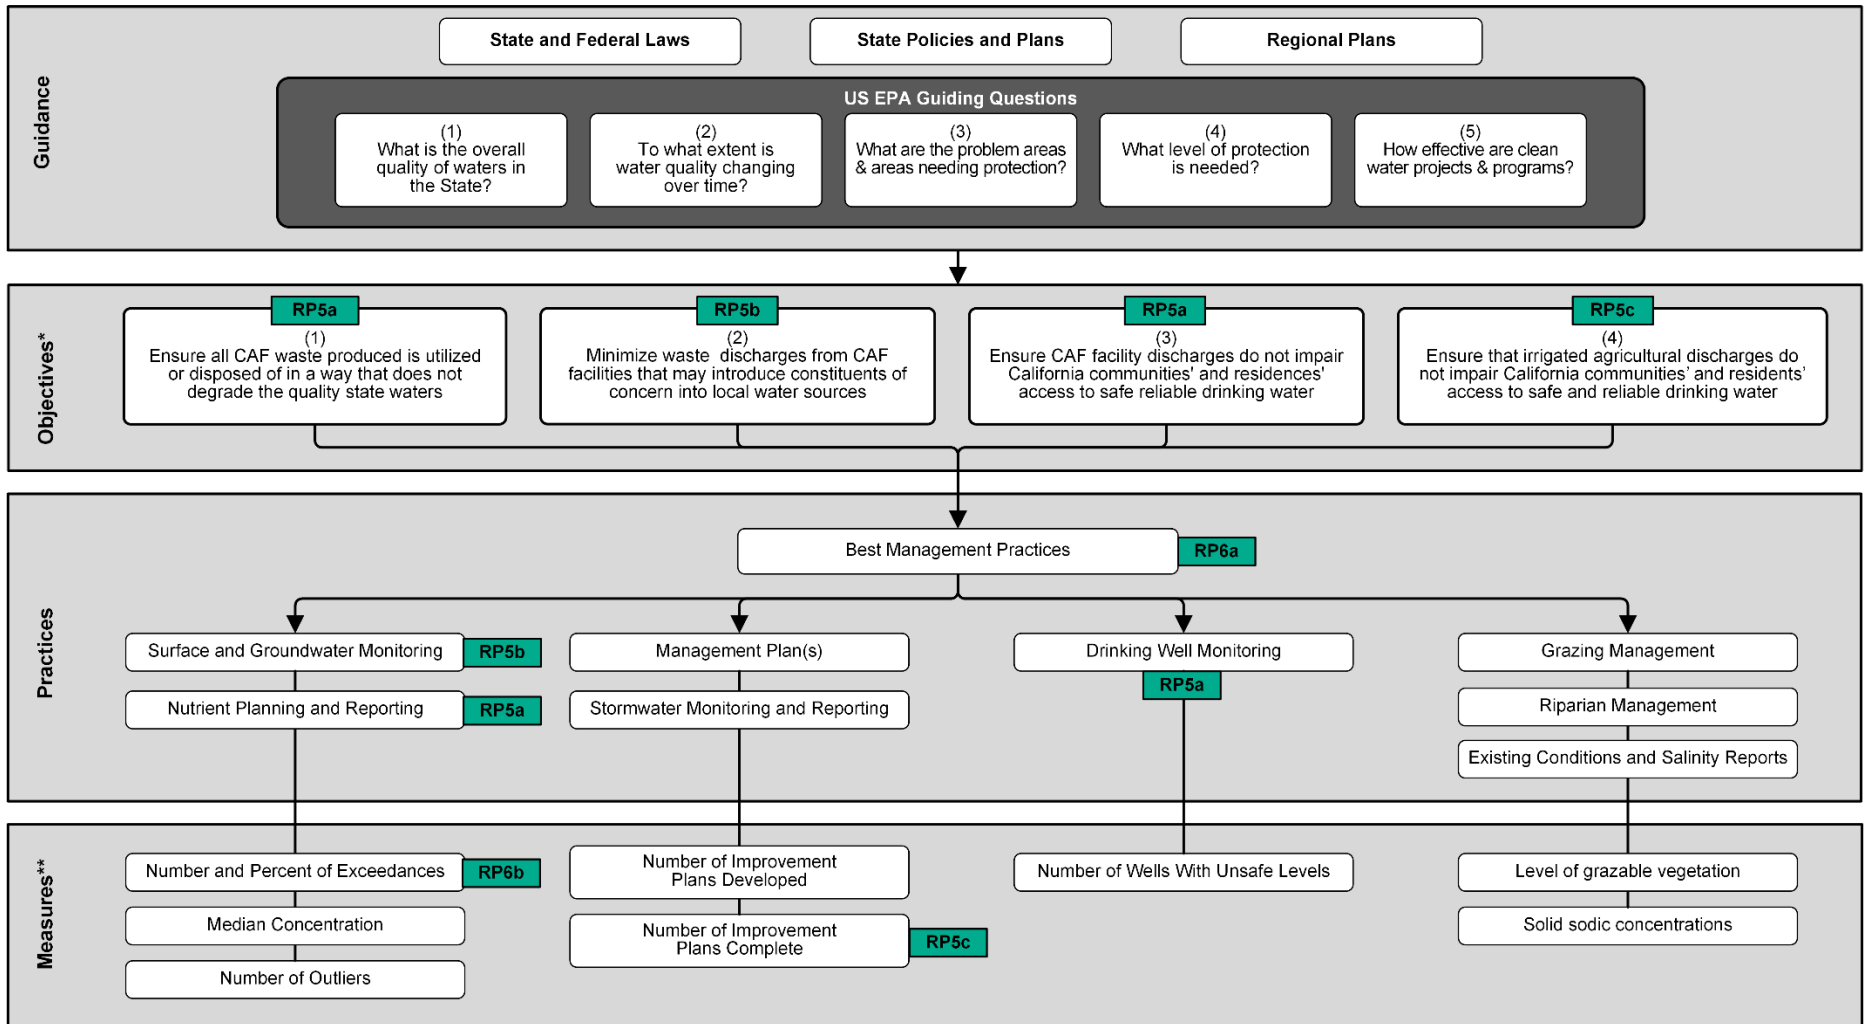 Guidance
State and Federal Laws
State Policies and Plans
Regional Plans
US EPA Guiding Questions
(1)
What is the overall
quality of waters in
the State?
(2)
To what extent is
water quality changing
over time?
(3)
What are the problem areas
& areas needing protection?
(4)
What level of protection
is needed?
(5)
How effective are clean
water projects & programs?
Objectives*
RP5a
(1)
Ensure all CAF waste produced is utilized
or disposed of in a way that does not
degrade the quality state waters
RP5b
(2)
Minimize waste discharges from CAF
facilities that may introduce constituents of
concern into local water sources
RP5a
(3)
Ensure CAF facility discharges do not impair
California communities' and residences'
access to safe reliable drinking water
RP5c
(4)
Ensure that irrigated agricultural discharges do
not impair California communities' and residents'
access to safe and reliable drinking water
Practices
Best Management Practices
RP6a
Surface and Groundwater Monitoring
RP5b
Nutrient Planning and Reporting
RP5a
Management Plan(s)
Stormwater Monitoring and Reporting
Drinking Well Monitoring
RP5a
Grazing Management
Riparian Management
Existing Conditions and Salinity Reports
Measures**
Number and Percent of Exceedances
RP6b
Median Concentration
Number of Outliers
Number of Improvement
Plans Developed
Number of Improvement
Plans Complete
RP5c
Number of Wells With Unsafe Levels
Level of grazable vegetation
Solid sodic concentrations